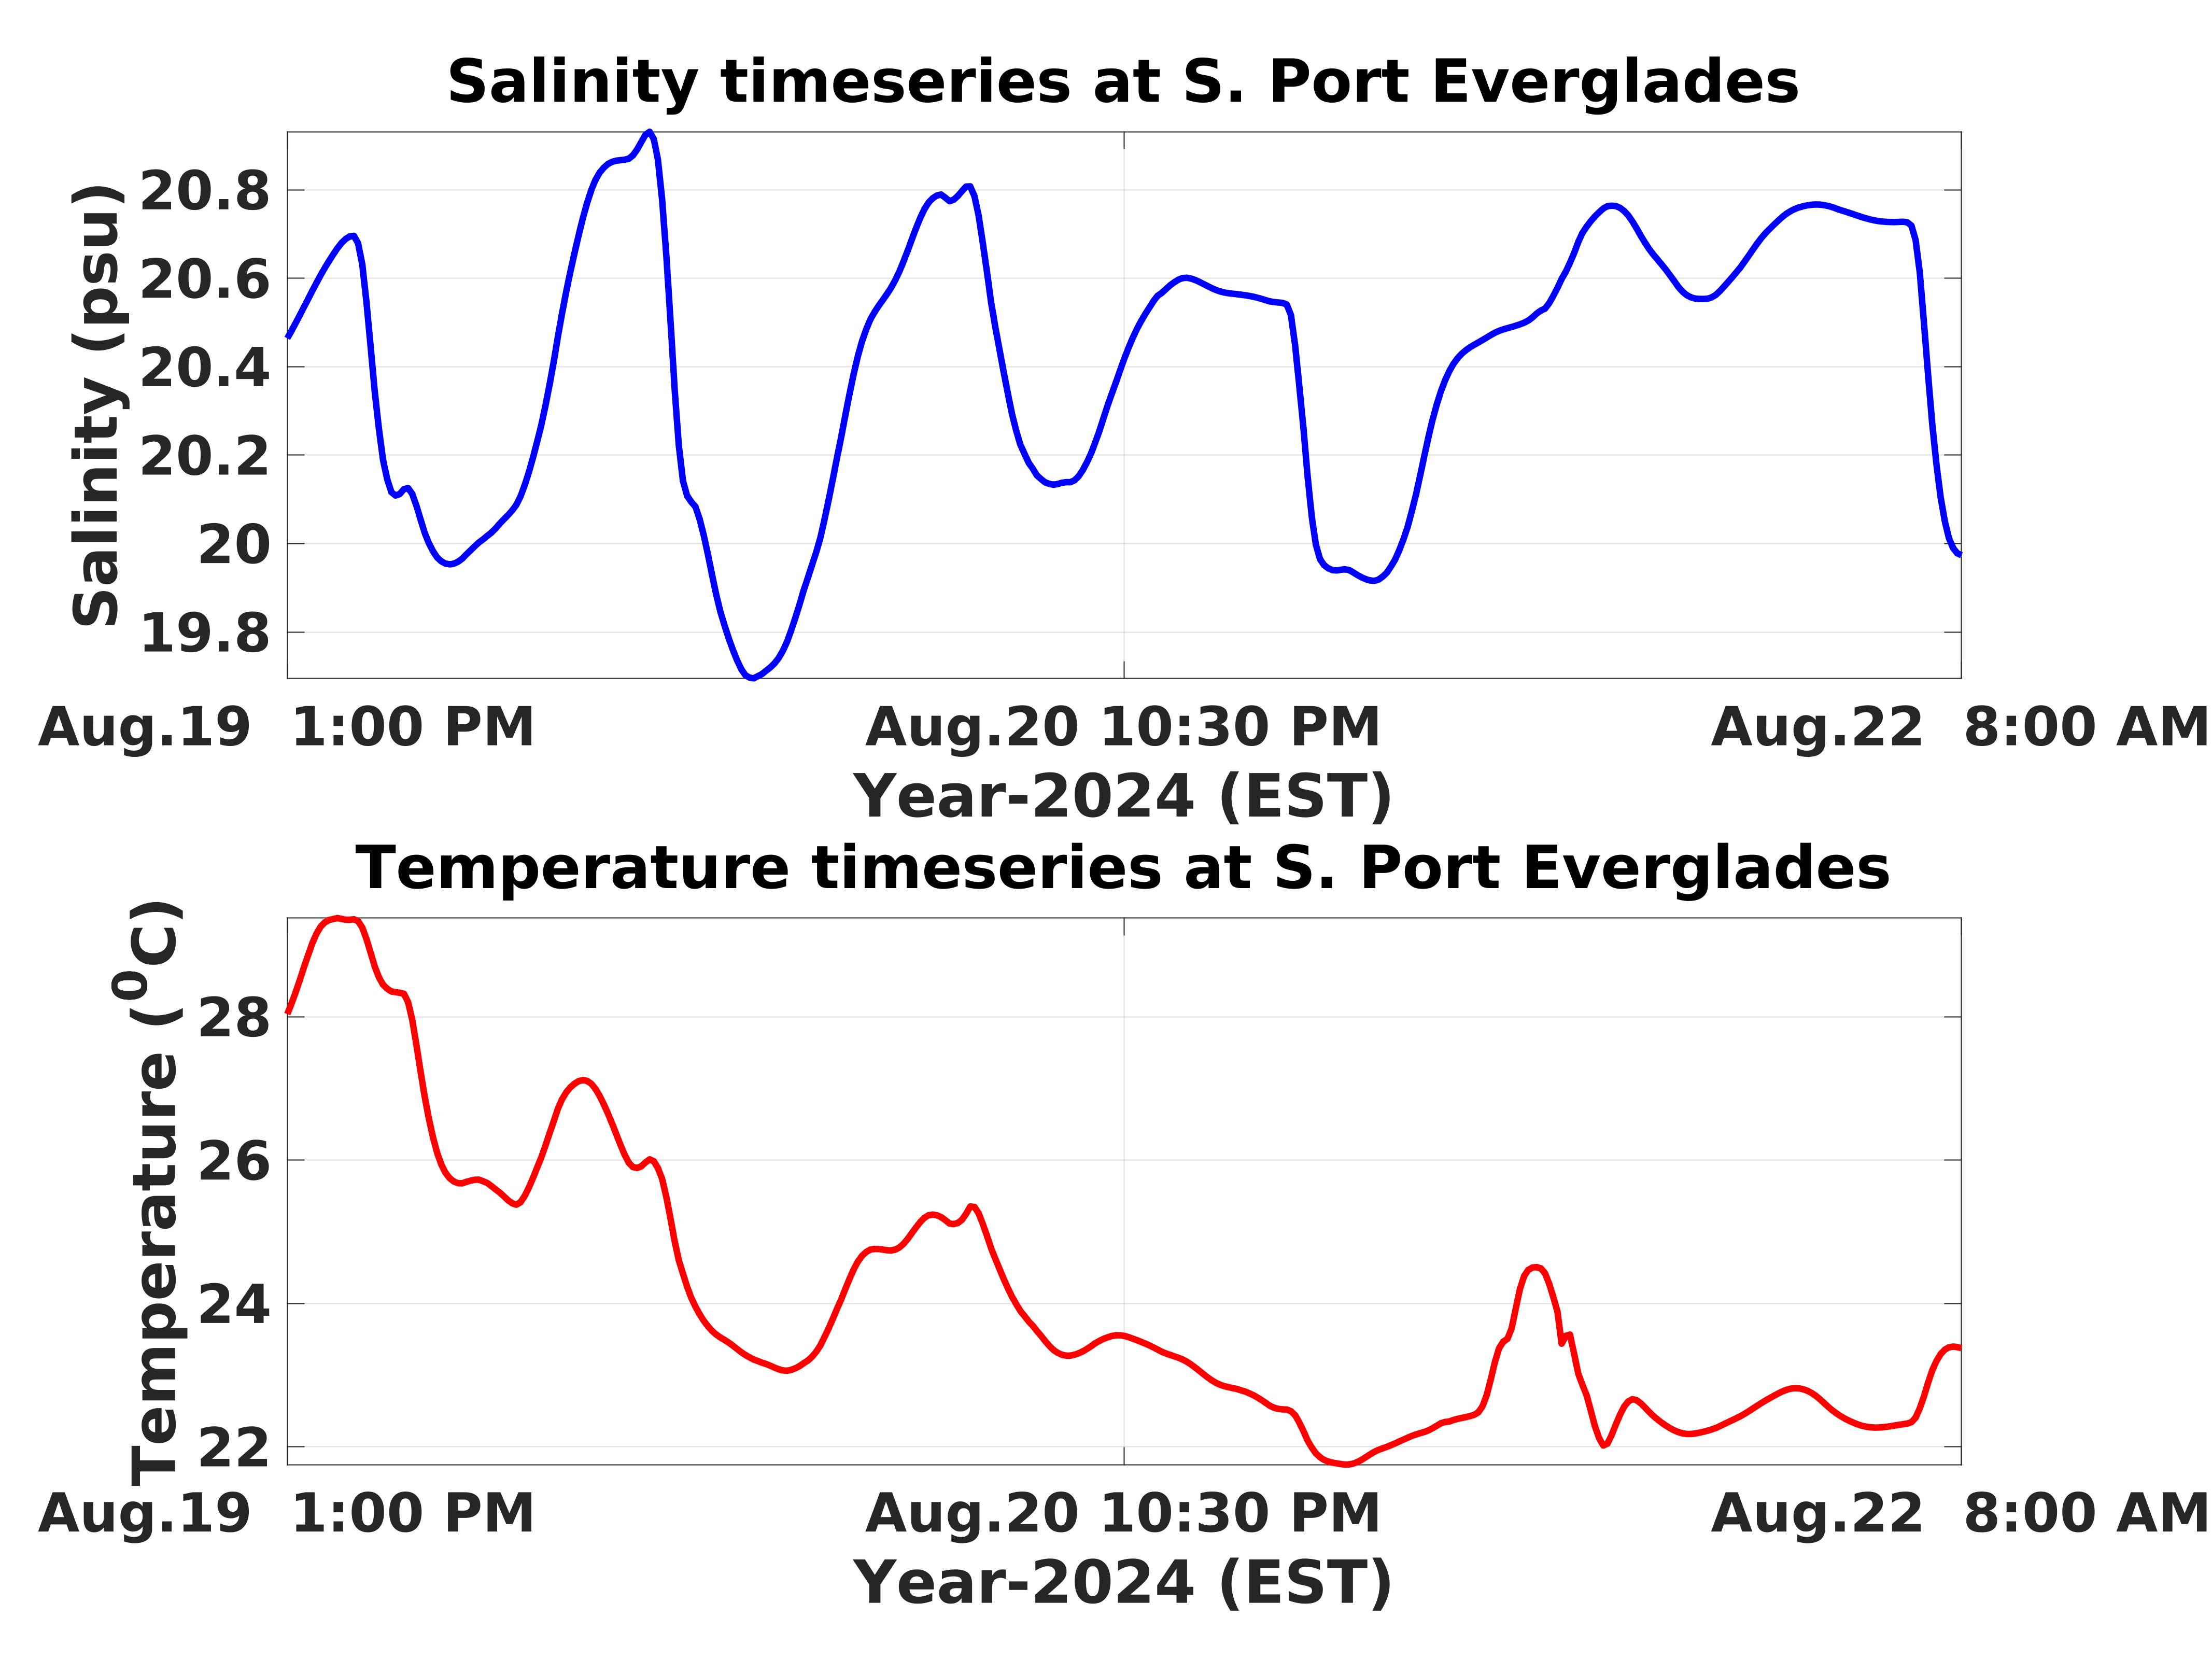 Salinity timeseries at S. Port Everglades
Salinity (psu)
20.8
20.6
20.4
20.2
20
19.8
Aug.19  1:00 PM Aug.20 10:30 PM Aug.22  8:00 AM
Year-2024 (EST)
Temperature timeseries at S. Port Everglades
Temperature (⁰C)
28
26
24
22
Aug.19  1:00 PM Aug.20 10:30 PM Aug.22  8:00 AM
Year-2024 (EST)